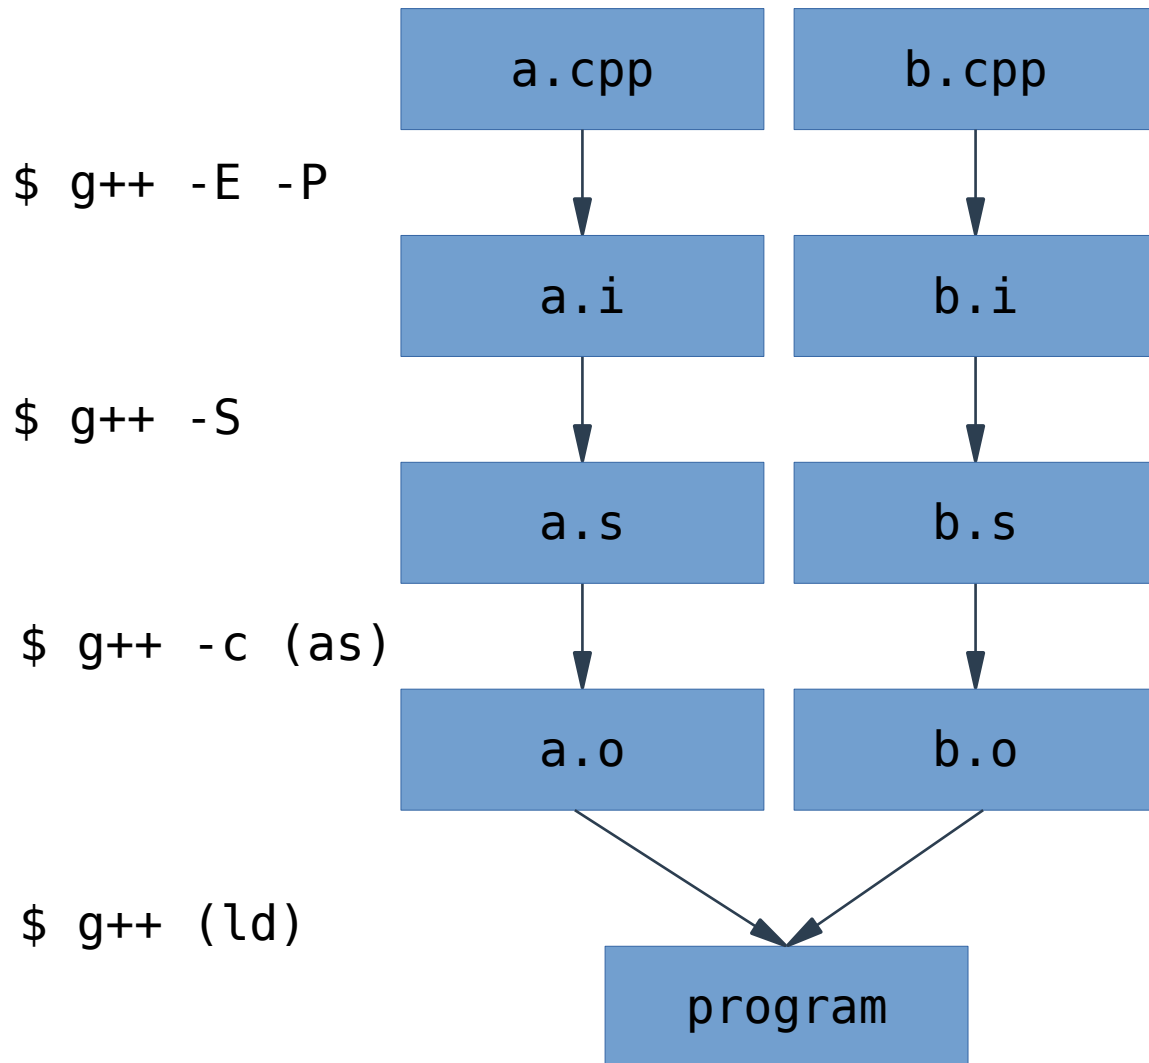 a.cpp b.cpp
$ g++ -E -P
a.i b.i
$ g++ -S
a.s b.s
$ g++ -c (as)
a.o b.o
$ g++ (ld)
program